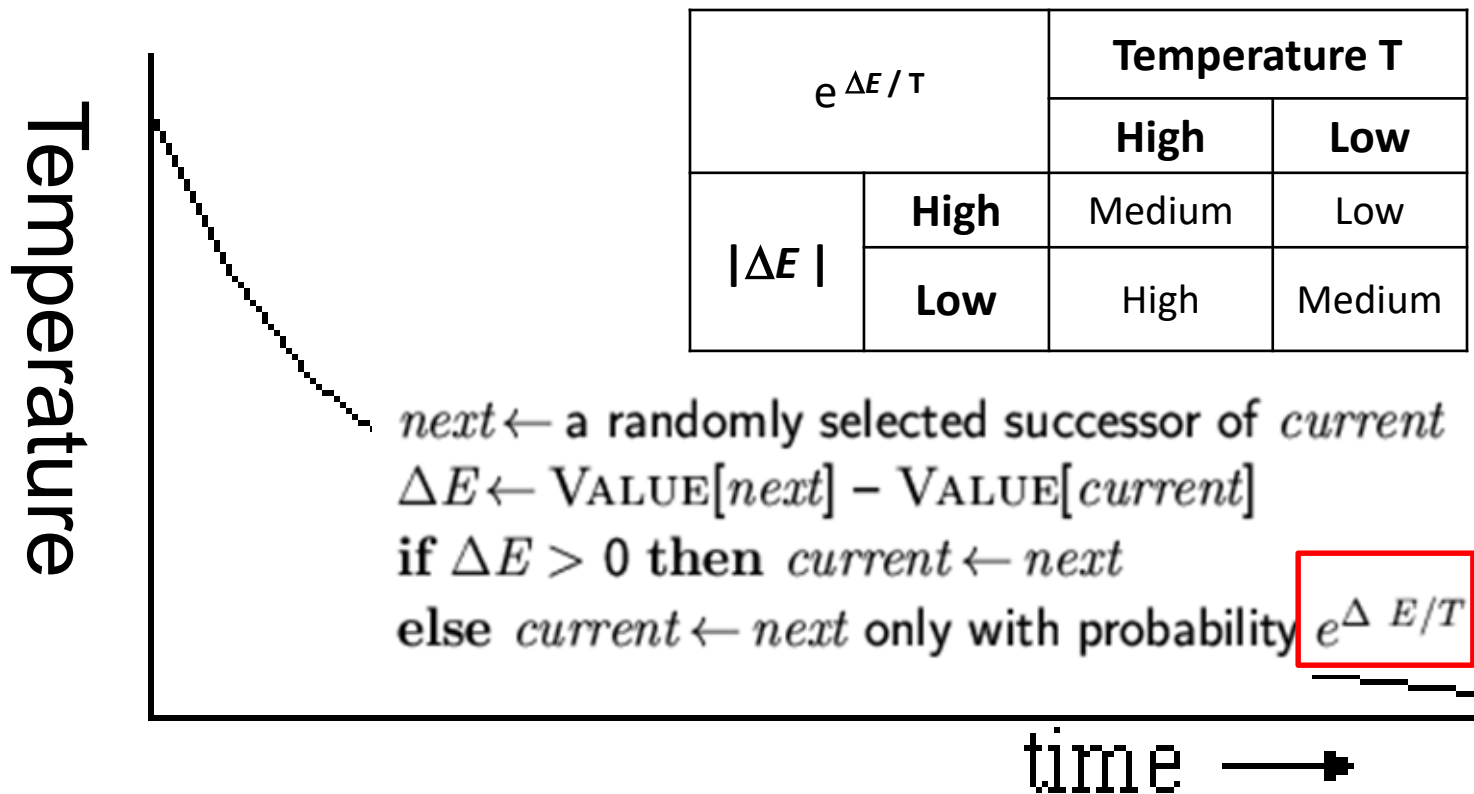 Temperature
e ΔE / T
Temperature T
High Low
|ΔE |
High Medium Low
Low High Medium
next ← a randomly selected successor of current
ΔE ← VALUE[next] – VALUE[current]
if ΔE > 0 then current ← next
else current ← next only with probability e^Δ E/T
time